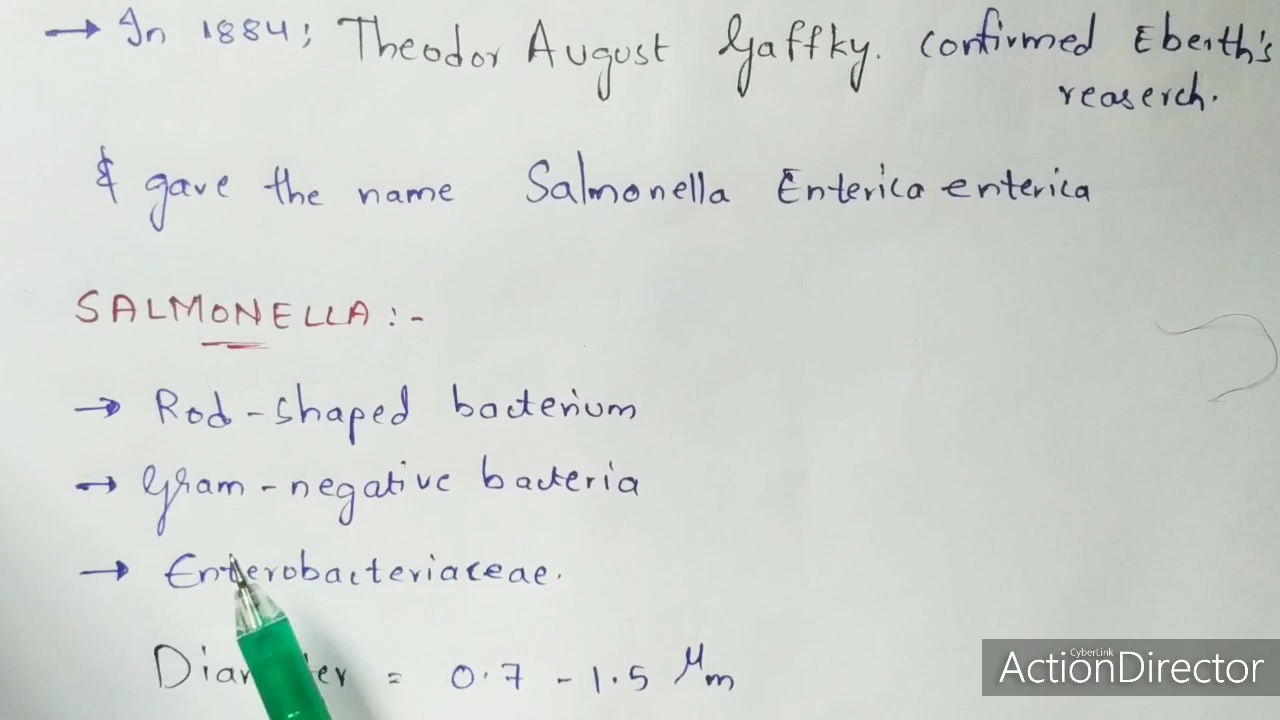 → In 1884; Theodor August Gaffky. confirmed Eberth's
reaserch.
& gave the name Salmonella Enterica enterica
SALMONELLA :-
→ Rod-shaped bacterium
→ Gram-negative bacteria
→ Enterobacteriaceae.
= 0.7 - 1.5 μm
CyberLink
ActionDirector